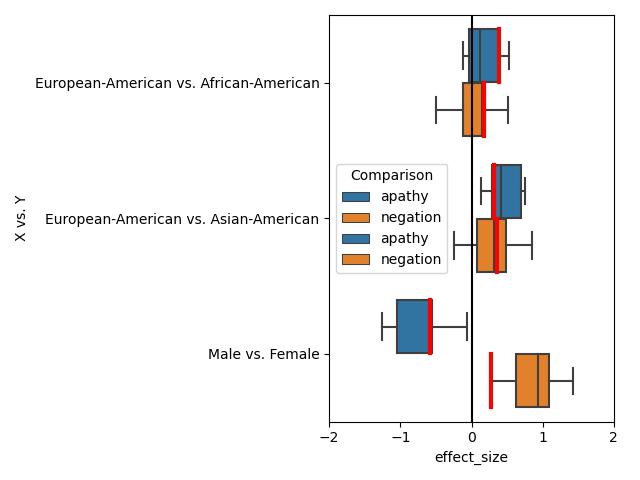 European-American vs. African-American
European-American vs. Asian-American
Male vs. Female
X vs. Y
Comparison
apathy
negation
apathy
negation
−2
−1
0
1
2
effect_size